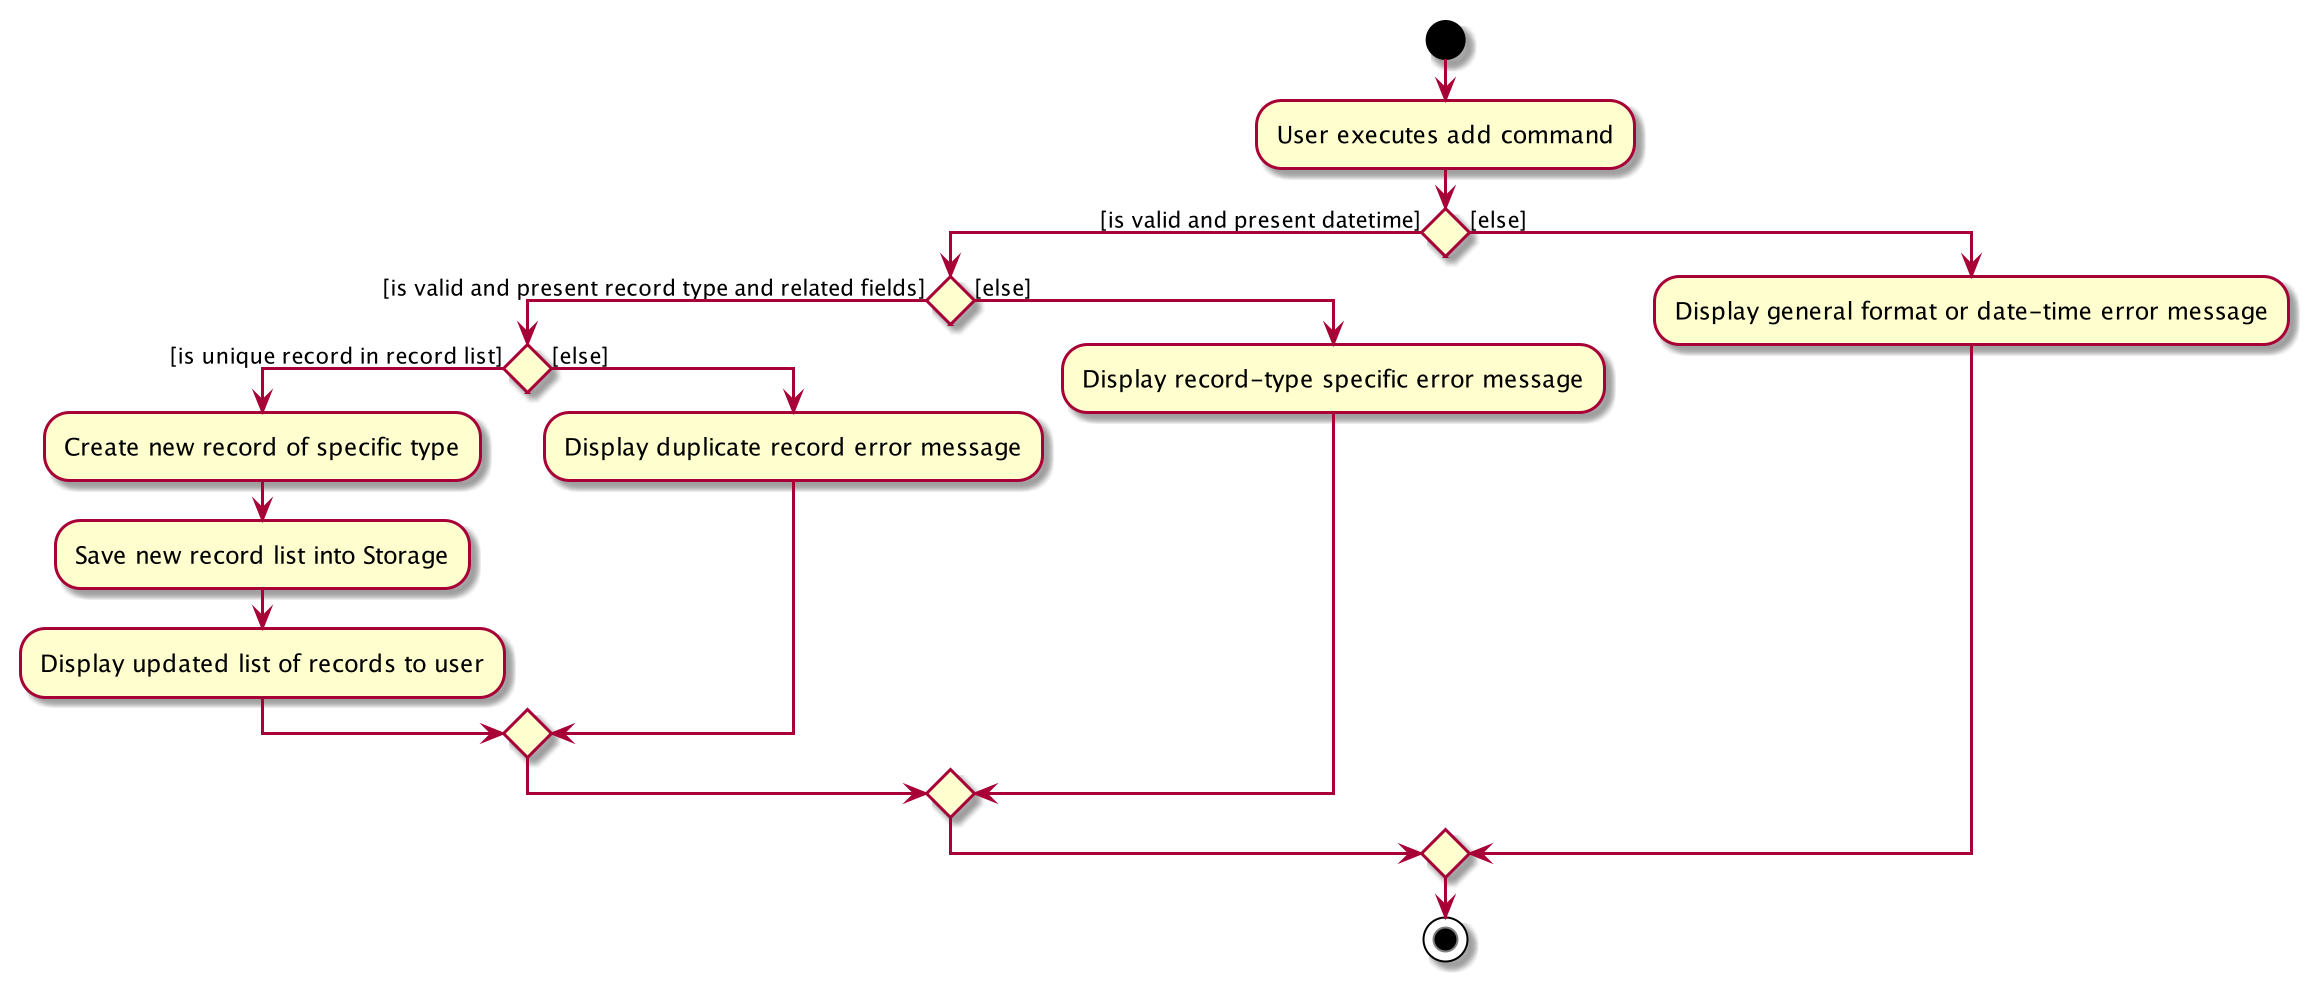 User executes add command
[is valid and present datetime]
[else]
[is valid and present record type and related fields]
[else]
Display general format or date-time error message
[is unique record in record list]
[else]
Display record-type specific error message
Create new record of specific type
Display duplicate record error message
Save new record list into Storage
Display updated list of records to user